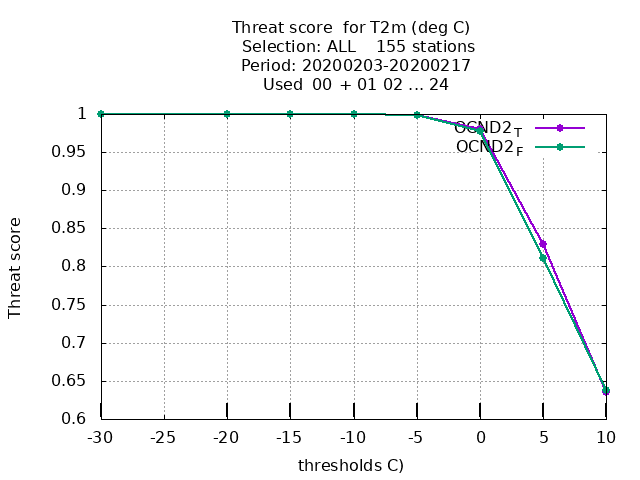 Threat score  for T2m (deg C)
Selection: ALL    155 stations
Period: 20200203-20200217
Used  00 + 01 02 ... 24
1
0.95
0.9
0.85
0.8
0.75
0.7
0.65
0.6
OCND2T
OCND2F
Threat score
-30 -25 -20 -15 -10 -5 0 5 10
thresholds C)